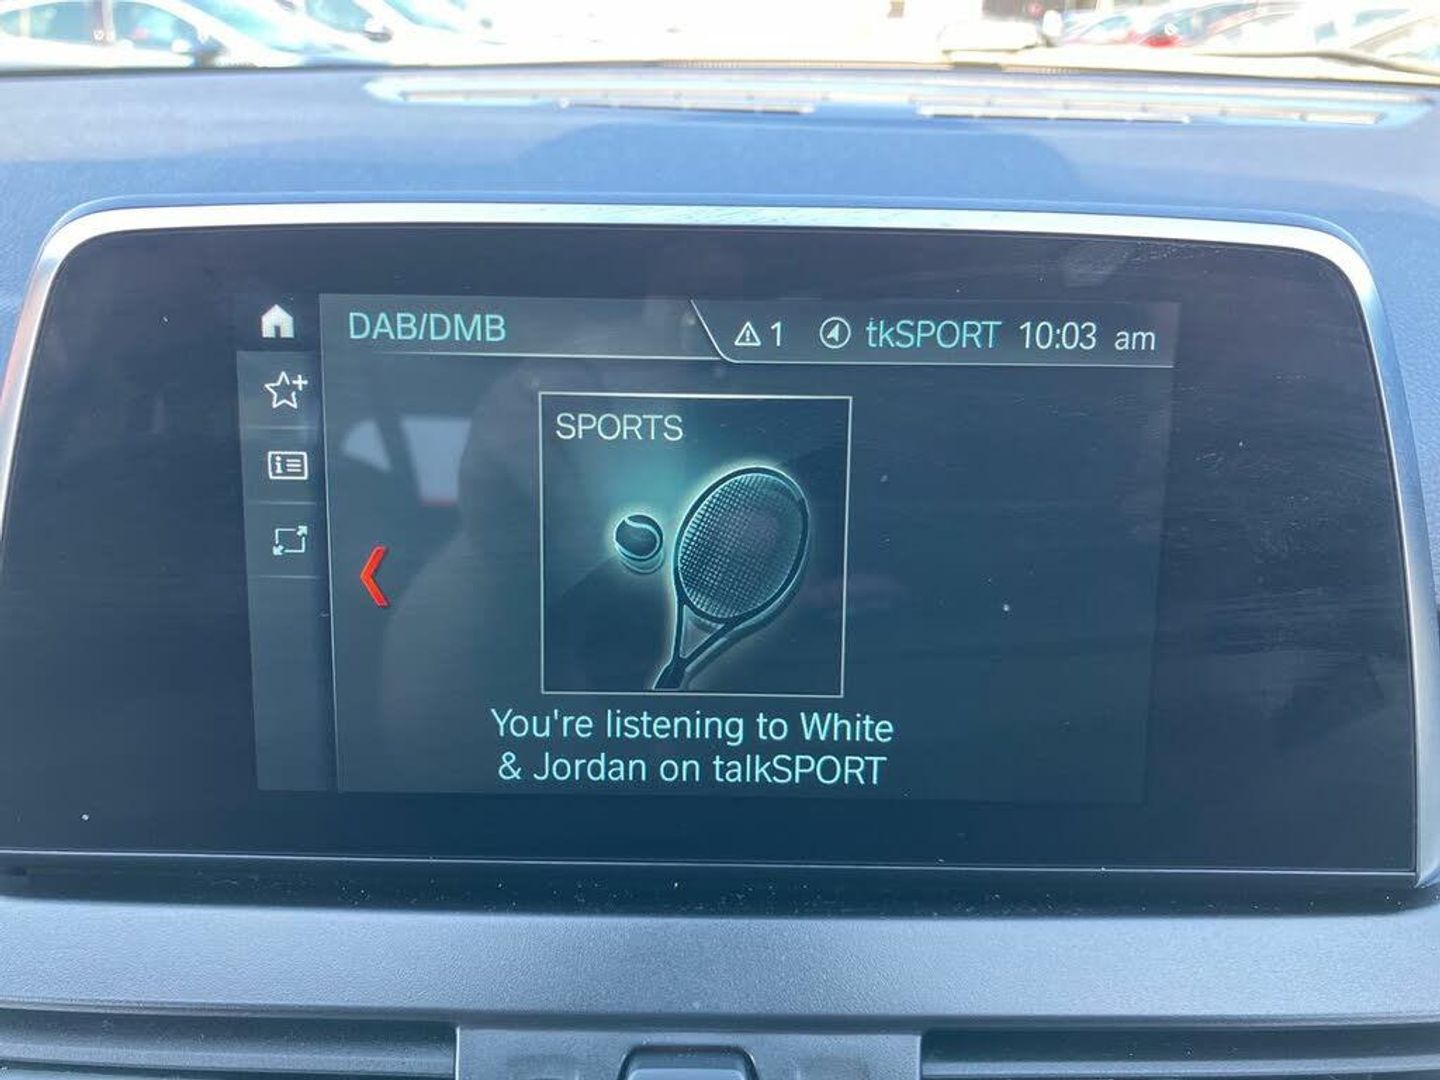 DAB/DMB
1 tkSPORT 10:03 am
SPORTS
You're listening to White
& Jordan on talkSPORT